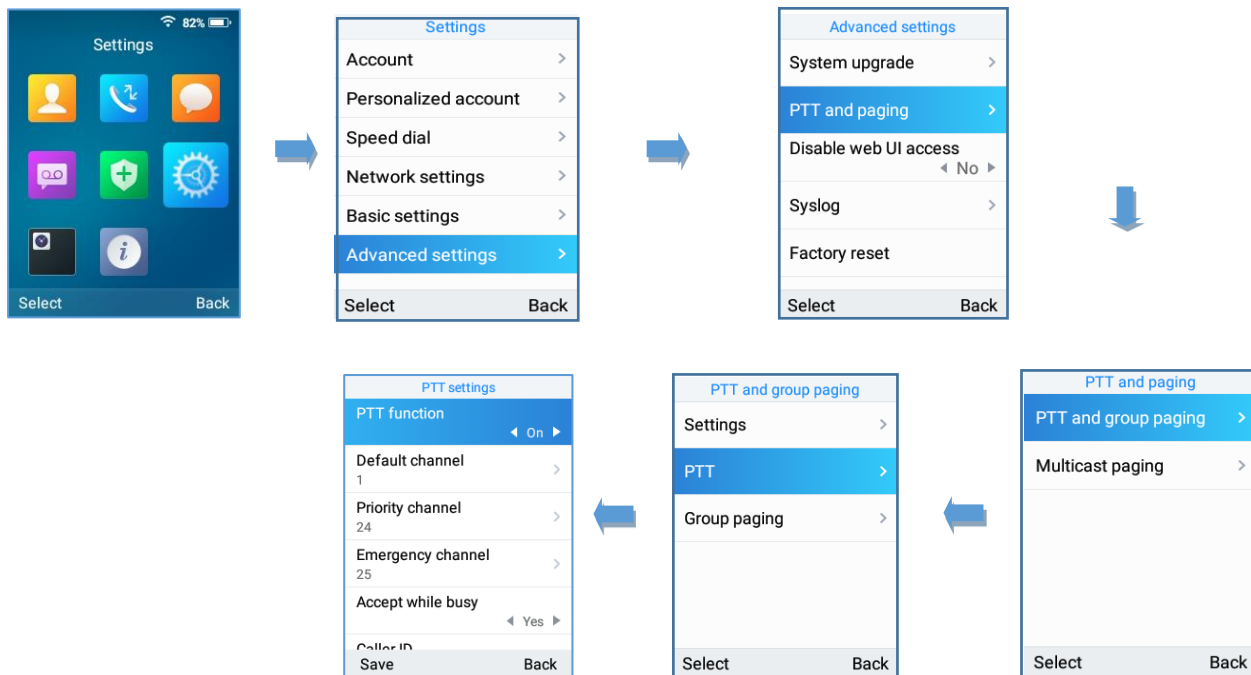 82%
Settings
Select Back
Settings
Account
Personalized account
Speed dial
Network settings
Basic settings
Advanced settings
Select Back
Advanced settings
System upgrade
PTT and paging
Disable web UI access
No
Syslog
Factory reset
Select Back
PTT and paging
PTT and group paging
Multicast paging
Select Back
PTT and group paging
Settings
PTT
Group paging
Select Back
PTT settings
PTT function
On
Default channel
1
Priority channel
24
Emergency channel
25
Accept while busy
Yes
Caller ID
Save Back